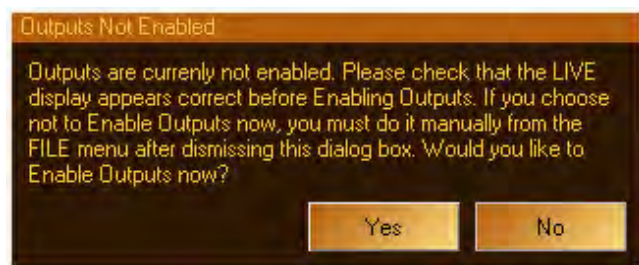 Outputs Not Enabled
Outputs are currenly not enabled. Please check that the LIVE
display appears correct before Enabling Outputs. If you choose
not to Enable Outputs now, you must do it manually from the
FILE menu after dismissing this dialog box. Would you like to
Enable Outputs now?
Yes
No